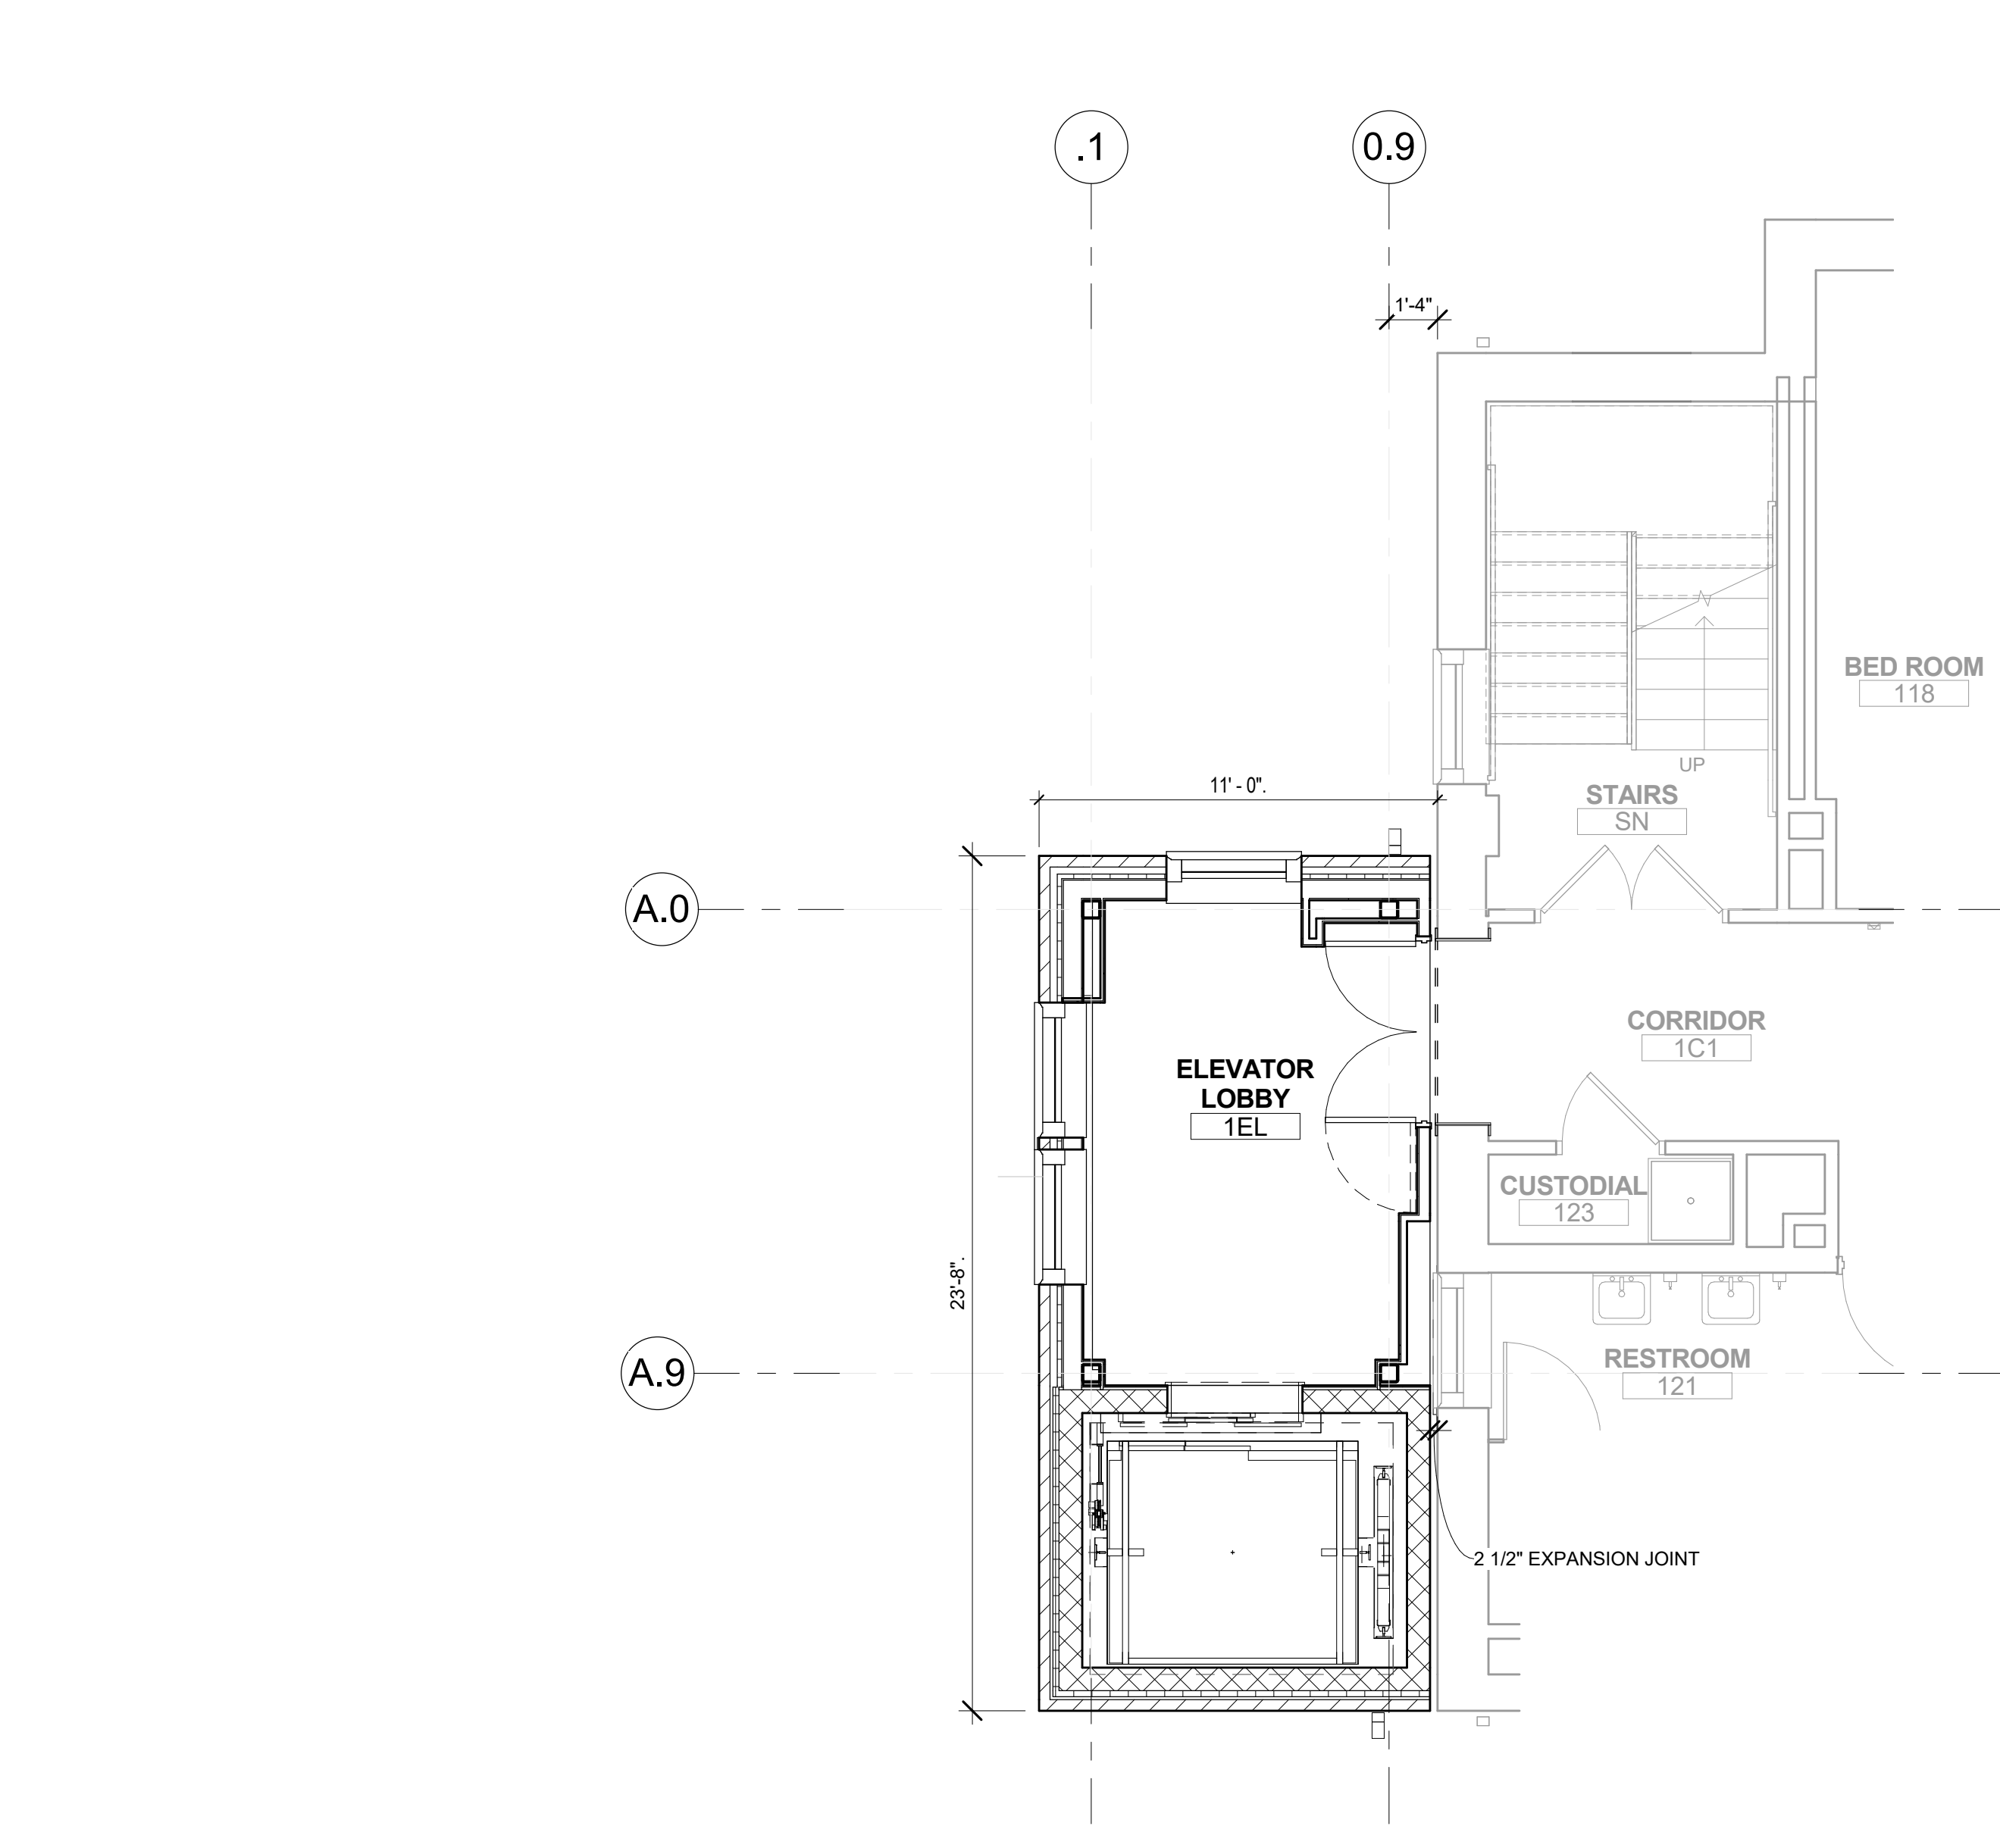 .1
0.9
1'-4"
BED ROOM
118
UP
11' - 0".
STAIRS
SN
A.0
CORRIDOR
1C1
ELEVATOR
LOBBY
1EL
CUSTODIAL
123
23'-8".
RESTROOM
121
A.9
2 1/2" EXPANSION JOINT